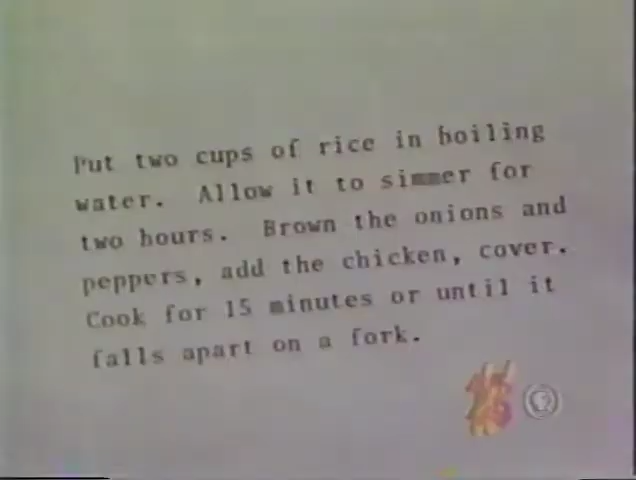 Put two cups of rice in boiling
water. Allow it to simmer for
two hours. Brown the onions and
peppers, add the chicken, cover.
Cook for 15 minutes or until it
falls apart on a fork.